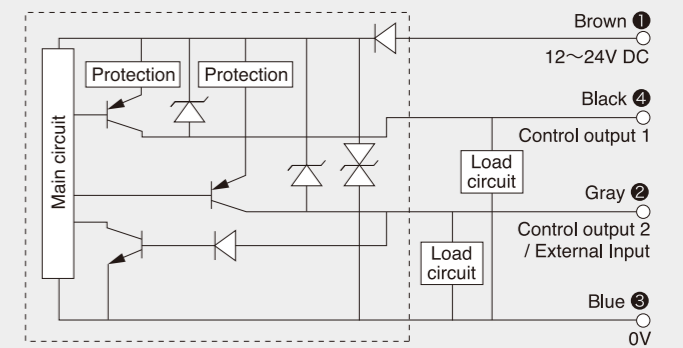 Brown ❶
12～24V DC
Protection
Protection
Black ❹
Control output 1
Main circuit
Load
circuit
Gray ❷
Control output 2
/ External Input
Load
circuit
Blue ❸
0V